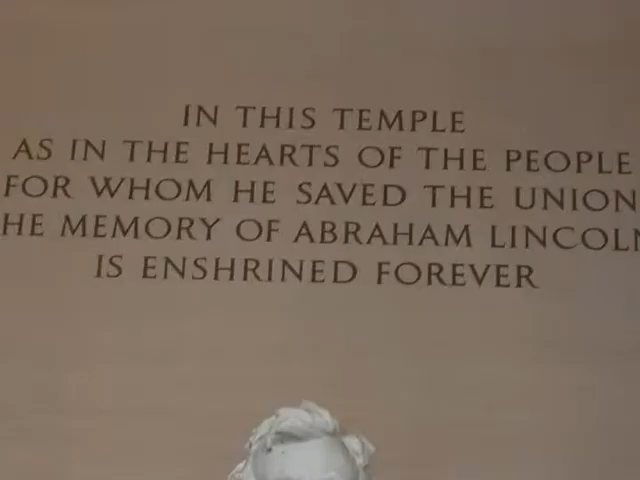 IN THIS TEMPLE
AS IN THE HEARTS OF THE PEOPLE
FOR WHOM HE SAVED THE UNION
HE MEMORY OF ABRAHAM LINCOLN
IS ENSHRINED FOREVER